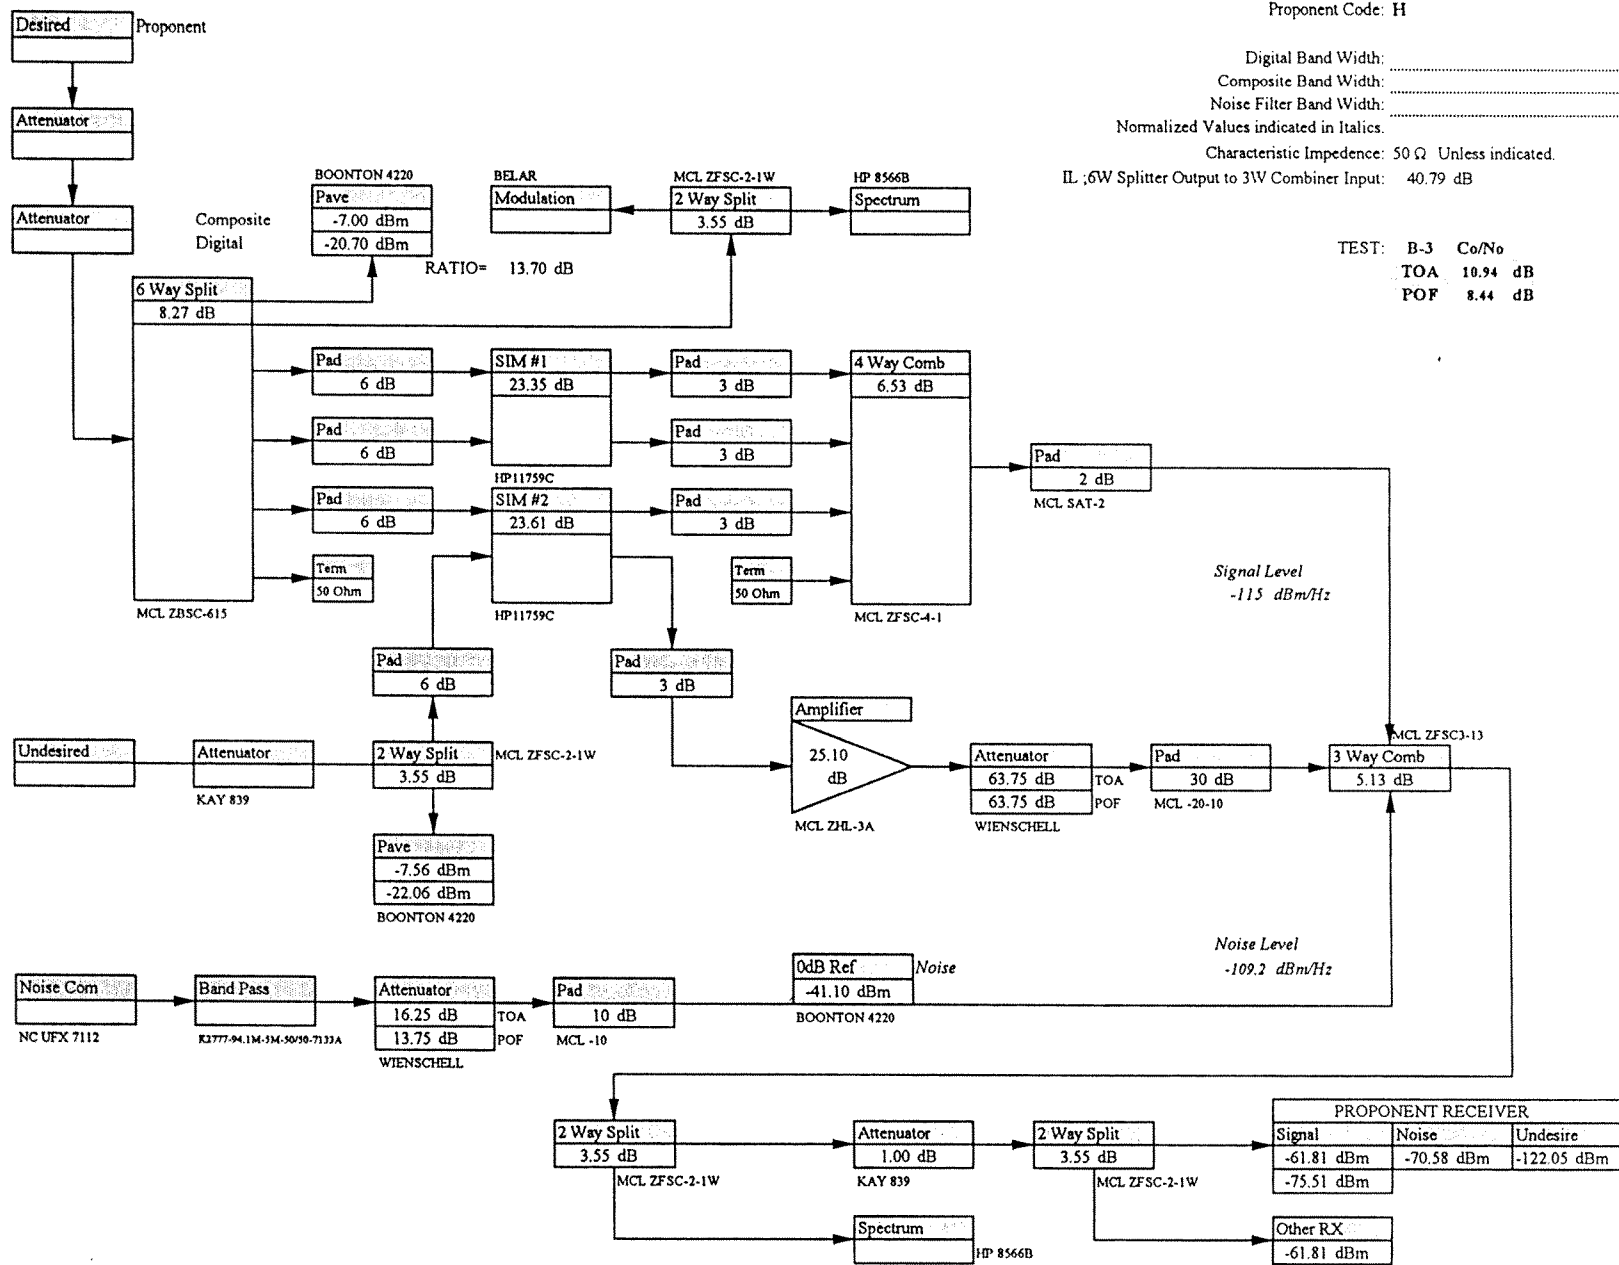 Proponent Code: H
Desired
Proponent
Digital Band Width:
Composite Band Width:
Noise Filter Band Width:
Normalized Values indicated in Italics.
Characteristic Impedence: 50 Ω Unless indicated.
IL ;6W Splitter Output to 3W Combiner Input: 40.79 dB
Attenuator
Attenuator
Composite
Digital
BOONTON 4220
Pave
-7.00 dBm
-20.70 dBm
RATIO= 13.70 dB
BELAR
Modulation
MCL ZFSC-2-1W
2 Way Split
3.55 dB
HP 8566B
Spectrum
TEST: B-3 Co/No
TOA 10.94 dB
POF 8.44 dB
6 Way Split
8.27 dB
MCL ZBSC-615
Pad
6 dB
SIM #1
23.35 dB
HP11759C
Pad
3 dB
4 Way Comb
6.53 dB
MCL ZFSC-4-1
Pad
6 dB
Pad
3 dB
Pad
2 dB
MCL SAT-2
Pad
6 dB
SIM #2
23.61 dB
HP11759C
Pad
3 dB
Term
50 Ohm
Term
50 Ohm
Signal Level
-115 dBm/Hz
Pad
6 dB
Pad
3 dB
Undesired
Attenuator
KAY 839
2 Way Split
3.55 dB
MCL ZFSC-2-1W
Amplifier
25.10
dB
MCL ZHL-3A
Attenuator
63.75 dB TOA
63.75 dB POF
WIENSCHELL
Pad
30 dB
MCL -20-10
MCL ZFSC3-13
3 Way Comb
5.13 dB
Pave
-7.56 dBm
-22.06 dBm
BOONTON 4220
Noise Level
-109.2 dBm/Hz
Noise Com
NC UFX 7112
Band Pass
K2777-94.1M-5M-50/50-7133A
Attenuator
16.25 dB TOA
13.75 dB POF
WIENSCHELL
Pad
10 dB
MCL -10
0dB Ref Noise
-41.10 dBm
BOONTON 4220
2 Way Split
3.55 dB
MCL ZFSC-2-1W
Attenuator
1.00 dB
KAY 839
2 Way Split
3.55 dB
MCL ZFSC-2-1W
PROPONENT RECEIVER
Signal Noise Undesire
-61.81 dBm -70.58 dBm -122.05 dBm
-75.51 dBm
Spectrum
HP 8566B
Other RX
-61.81 dBm